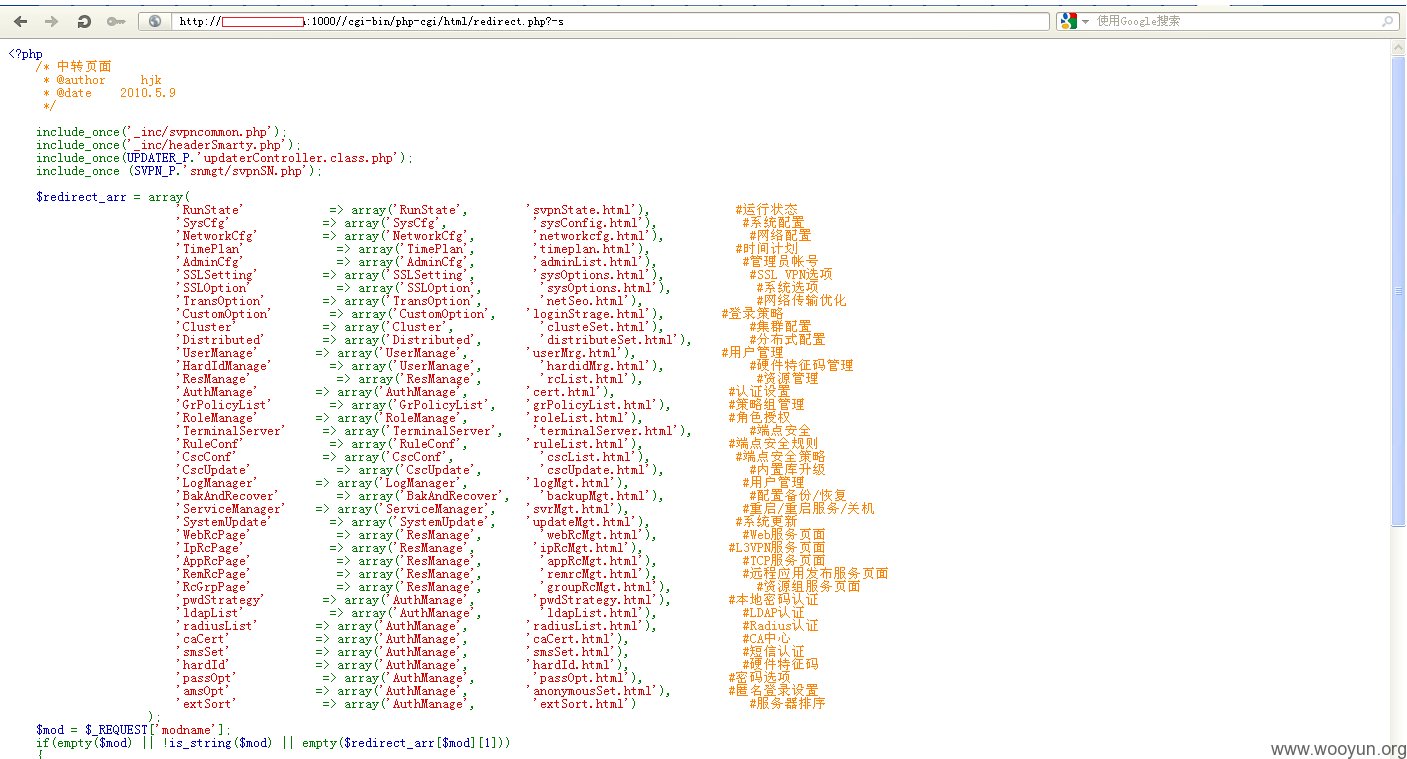 http:// :1000//cgi-bin/php-cgi/html/redirect.php?-s
使用Google搜索
<?php
/* 中转页面
* @author hjk
* @date 2010.5.9
*/
include_once('_inc/svpncommon.php');
include_once('_inc/headerSmarty.php');
include_once(UPDATER_P.'updaterController.class.php');
include_once (SVPN_P.'snmgt/svpnSN.php');
$redirect_arr = array(
'RunState' => array('RunState', 'svpnState.html'), #运行状态
'SysCfg' => array('SysCfg', 'sysConfig.html'), #系统配置
'NetworkCfg' => array('NetworkCfg', 'networkcfg.html'), #网络配置
'TimePlan' => array('TimePlan', 'timeplan.html'), #时间计划
'AdminCfg' => array('AdminCfg', 'adminList.html'), #管理员帐号
'SSLSetting' => array('SSLSetting', 'sysOptions.html'), #SSL VPN选项
'SSLOption' => array('SSLOption', 'sysOptions.html'), #系统选项
'TransOption' => array('TransOption', 'netSeo.html'), #网络传输优化
'CustomOption' => array('CustomOption', 'loginStrage.html'), #登录策略
'Cluster' => array('Cluster', 'clusteSet.html'), #集群配置
'Distributed' => array('Distributed', 'distributeSet.html'), #分布式配置
'UserManage' => array('UserManage', 'userMrg.html'), #用户管理
'HardIdManage' => array('UserManage', 'hardidMrg.html'), #硬件特征码管理
'ResManage' => array('ResManage', 'rcList.html'), #资源管理
'AuthManage' => array('AuthManage', 'cert.html'), #认证设置
'GrPolicyList' => array('GrPolicyList', 'grPolicyList.html'), #策略组管理
'RoleManage' => array('RoleManage', 'roleList.html'), #角色授权
'TerminalServer' => array('TerminalServer', 'terminalServer.html'), #端点安全
'RuleConf' => array('RuleConf', 'ruleList.html'), #端点安全规则
'CscConf' => array('CscConf', 'cscList.html'), #端点安全策略
'CscUpdate' => array('CscUpdate', 'cscUpdate.html'), #内置库升级
'LogManager' => array('LogManager', 'logMgt.html'), #用户管理
'BakAndRecover' => array('BakAndRecover', 'backupMgt.html'), #配置备份/恢复
'ServiceManager' => array('ServiceManager', 'svrMgt.html'), #重启/重启服务/关机
'SystemUpdate' => array('SystemUpdate', 'updateMgt.html'), #系统更新
'WebRcPage' => array('ResManage', 'webRcMgt.html'), #Web服务页面
'IpRcPage' => array('ResManage', 'ipRcMgt.html'), #L3VPN服务页面
'AppRcPage' => array('ResManage', 'appRcMgt.html'), #TCP服务页面
'RemRcPage' => array('ResManage', 'remrcMgt.html'), #远程应用发布服务页面
'RcGrpPage' => array('ResManage', 'groupRcMgt.html'), #资源组服务页面
'pwdStrategy' => array('AuthManage', 'pwdStrategy.html'), #本地密码认证
'ldapList' => array('AuthManage', 'ldapList.html'), #LDAP认证
'radiusList' => array('AuthManage', 'radiusList.html'), #Radius认证
'caCert' => array('AuthManage', 'caCert.html'), #CA中心
'smsSet' => array('AuthManage', 'smsSet.html'), #短信认证
'hardId' => array('AuthManage', 'hardId.html'), #硬件特征码
'passOpt' => array('AuthManage', 'passOpt.html'), #密码选项
'amsOpt' => array('AuthManage', 'anonymousSet.html'), #匿名登录设置
'extSort' => array('AuthManage', 'extSort.html') #服务器排序
);
$mod = $_REQUEST['modname'];
if(empty($mod) || !is_string($mod) || empty($redirect_arr[$mod][1]))
{
www.wooyun.org